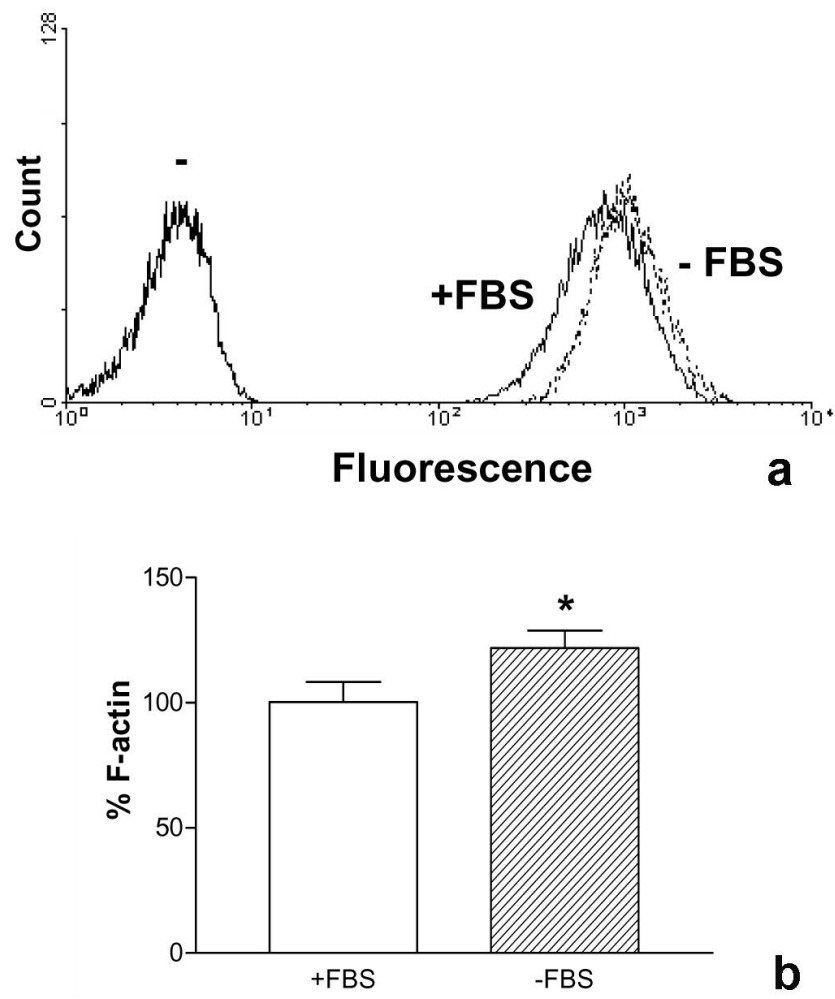 128
Count
-
+FBS
- FBS
0
10⁰ 10¹ 10² 10³ 10⁴
Fluorescence
a
150
*
100
% F-actin
50
0
+FBS -FBS
b